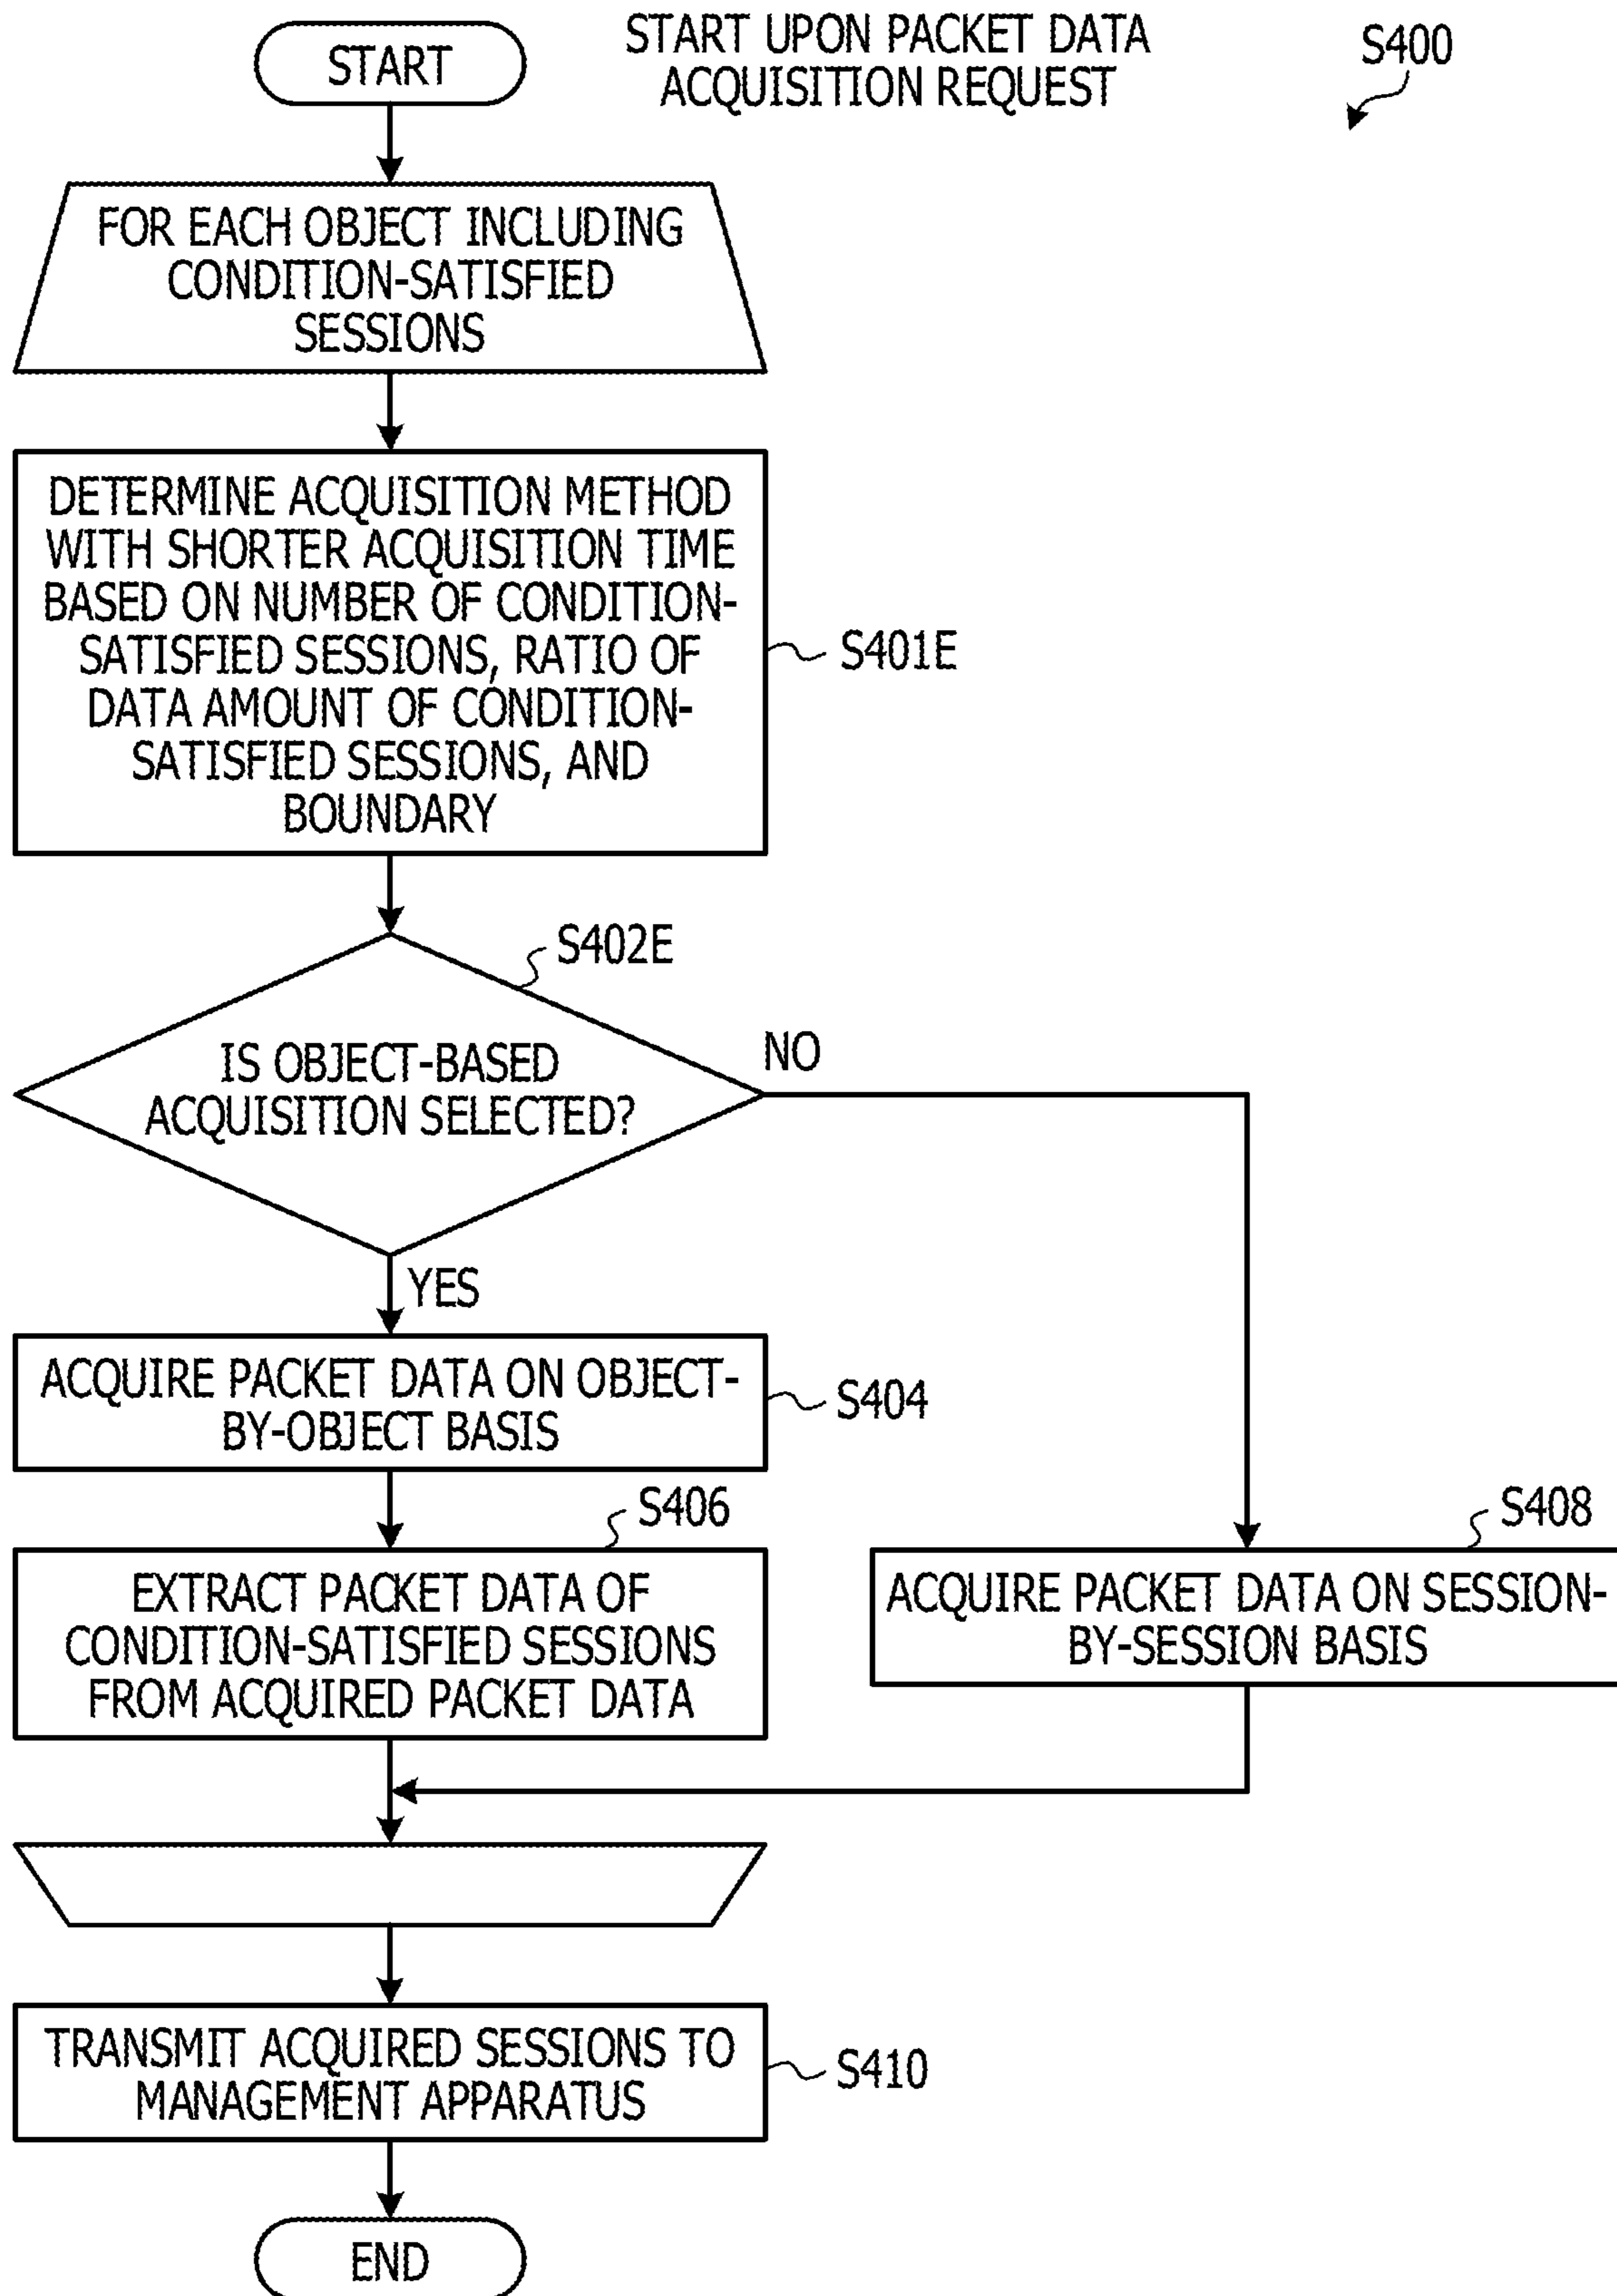 START
START UPON PACKET DATA
ACQUISITION REQUEST
S400
FOR EACH OBJECT INCLUDING
CONDITION-SATISFIED
SESSIONS
DETERMINE ACQUISITION METHOD
WITH SHORTER ACQUISITION TIME
BASED ON NUMBER OF CONDITION-
SATISFIED SESSIONS, RATIO OF
DATA AMOUNT OF CONDITION-
SATISFIED SESSIONS, AND
BOUNDARY
S401E
S402E
IS OBJECT-BASED
ACQUISITION SELECTED?
NO
YES
ACQUIRE PACKET DATA ON OBJECT-
BY-OBJECT BASIS
S404
S406
EXTRACT PACKET DATA OF
CONDITION-SATISFIED SESSIONS
FROM ACQUIRED PACKET DATA
S408
ACQUIRE PACKET DATA ON SESSION-
BY-SESSION BASIS
TRANSMIT ACQUIRED SESSIONS TO
MANAGEMENT APPARATUS
S410
END